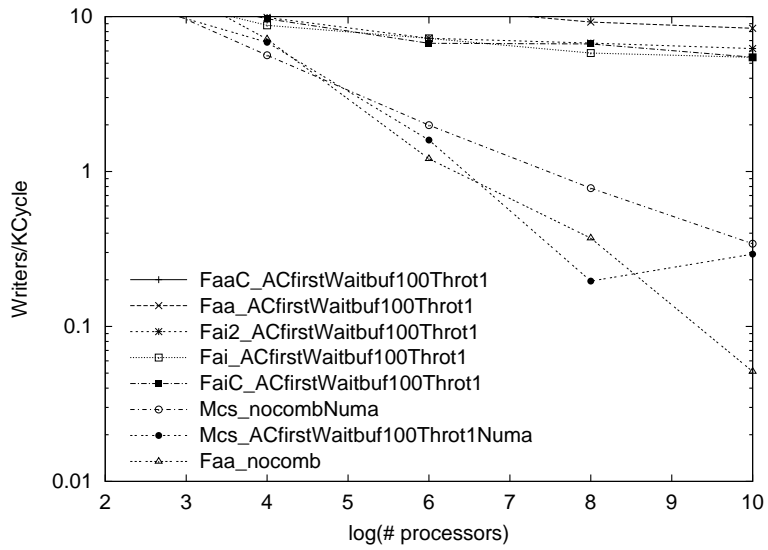 10
1
0.1
0.01
Writers/KCycle
FaaC_ACfirstWaitbuf100Throt1
Faa_ACfirstWaitbuf100Throt1
Fai2_ACfirstWaitbuf100Throt1
Fai_ACfirstWaitbuf100Throt1
FaiC_ACfirstWaitbuf100Throt1
Mcs_nocombNuma
Mcs_ACfirstWaitbuf100Throt1Numa
Faa_nocomb
2 3 4 5 6 7 8 9 10
log(# processors)